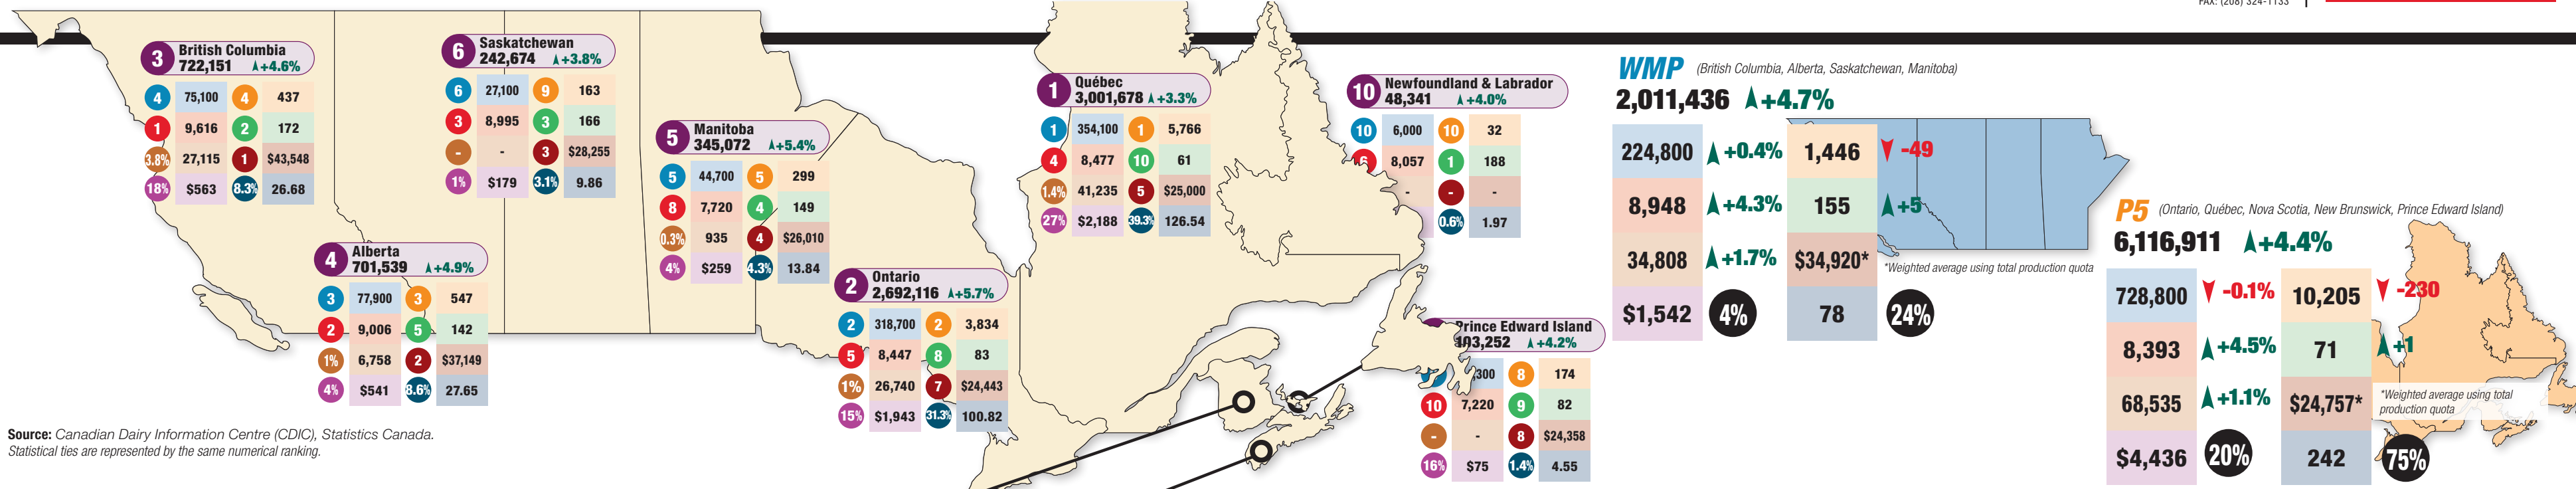 FAX: (208) 324-1133
3 British Columbia
722,151 +4.6%
4 75,100 4 437
1 9,616 2 172
3.8% 27,115 1 $43,548
18% $563 8.3% 26.68
6 Saskatchewan
242,674 +3.8%
6 27,100 9 163
3 8,995 3 166
- - 3 $28,255
1% $179 3.1% 9.86
5 Manitoba
345,072 +5.4%
5 44,700 5 299
8 7,720 4 149
0.3% 935 4 $26,010
4% $259 4.3% 13.84
4 Alberta
701,539 +4.9%
3 77,900 3 547
2 9,006 5 142
1% 6,758 2 $37,149
4% $541 8.6% 27.65
2 Ontario
2,692,116 +5.7%
2 318,700 2 3,834
5 8,447 8 83
1% 26,740 7 $24,443
15% $1,943 31.3% 100.82
1 Québec
3,001,678 +3.3%
1 354,100 1 5,766
4 8,477 10 61
1.4% 41,235 5 $25,000
27% $2,188 39.3% 126.54
10 Newfoundland & Labrador
48,341 +4.0%
10 6,000 10 32
8,057 1 188
- - -
0.6% 1.97
Prince Edward Island
103,252 +4.2%
300 8 174
10 7,220 9 82
- - 8 $24,358
16% $75 1.4% 4.55
WMP (British Columbia, Alberta, Saskatchewan, Manitoba)
2,011,436 +4.7%
224,800 +0.4% 1,446 -49
8,948 +4.3% 155 +5
34,808 +1.7% $34,920*
*Weighted average using total production quota
$1,542 4% 78 24%
P5 (Ontario, Québec, Nova Scotia, New Brunswick, Prince Edward Island)
6,116,911 +4.4%
728,800 -0.1% 10,205 -230
8,393 +4.5% 71 +1
68,535 +1.1% $24,757*
*Weighted average using total
production quota
$4,436 20% 242 75%
Source: Canadian Dairy Information Centre (CDIC), Statistics Canada.
Statistical ties are represented by the same numerical ranking.